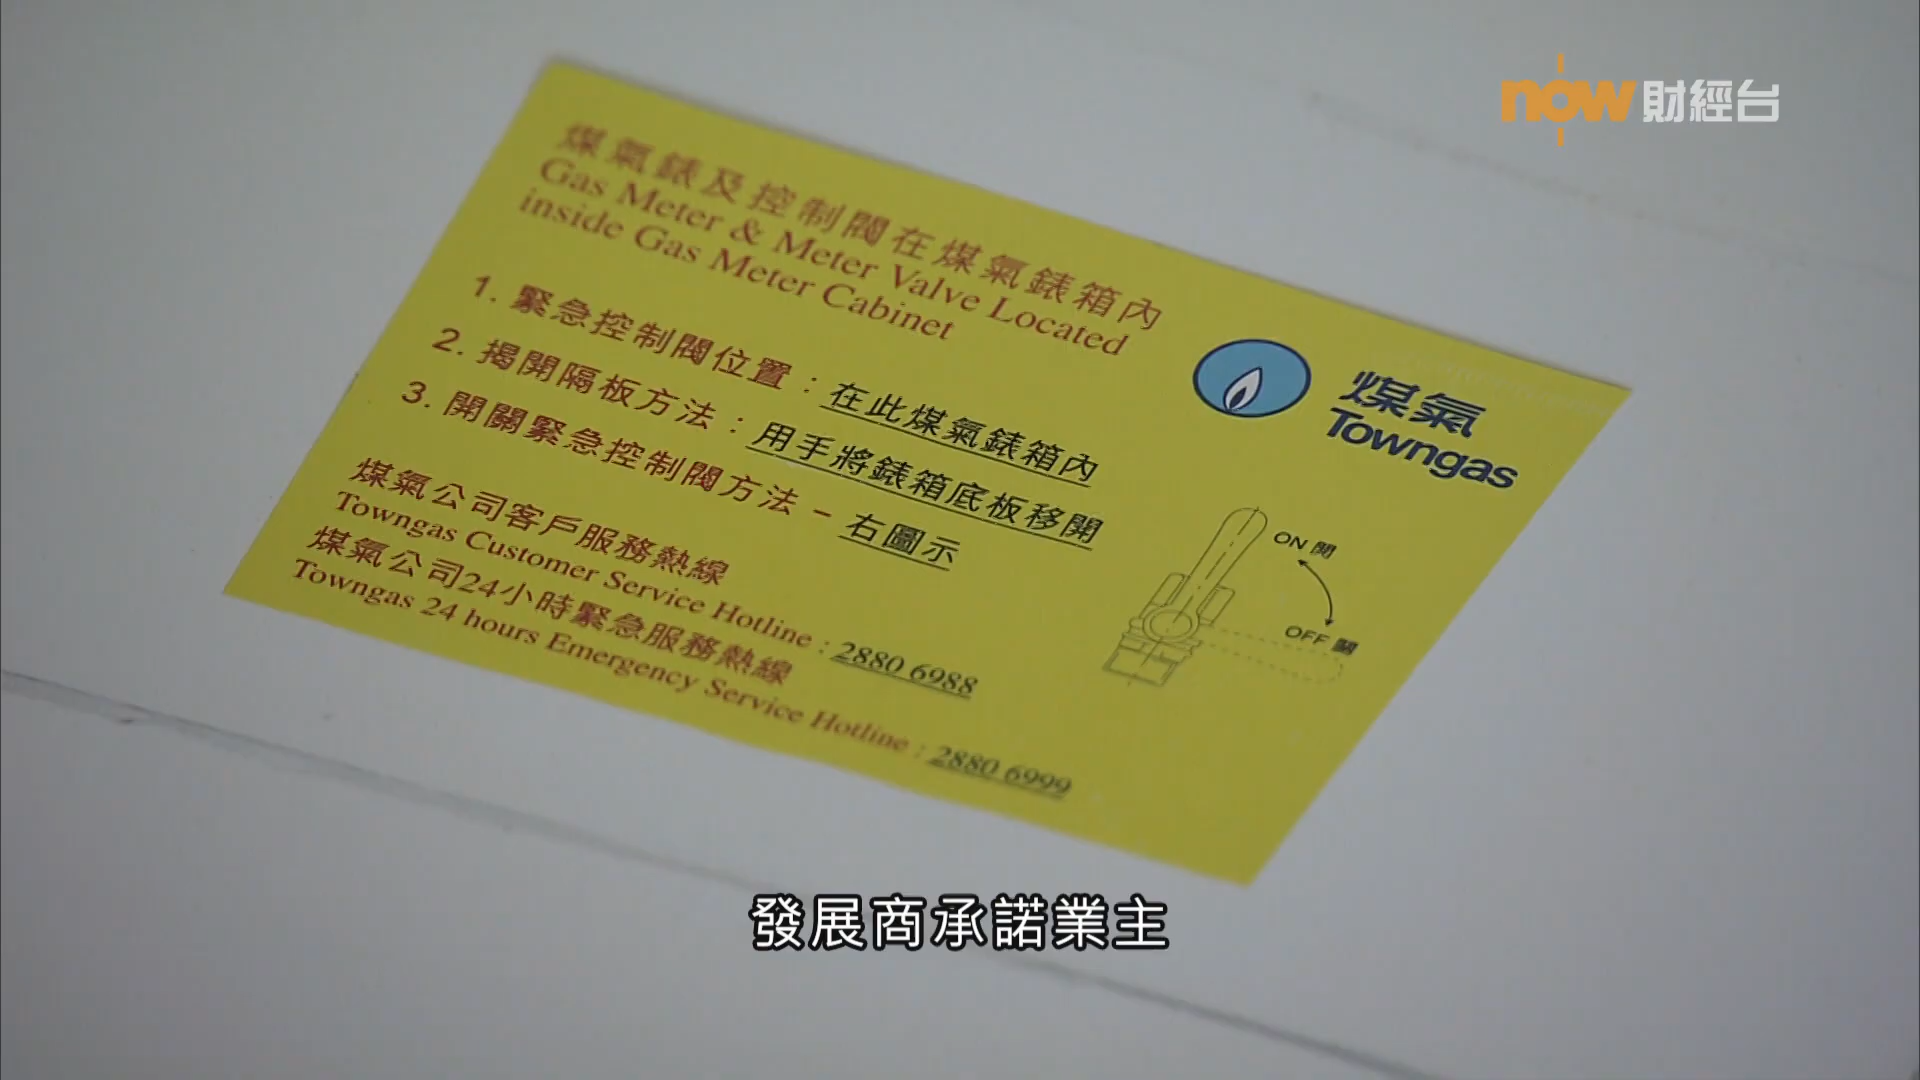 now 財經台
煤氣錶及控制閥在煤氣錶箱內
Gas Meter & Meter Valve Located
inside Gas Meter Cabinet
1. 緊急控制閥位置：在此煤氣錶箱內
2. 揭開隔板方法：用手將錶箱底板移開
3. 開關緊急控制閥方法－右圖示
煤氣公司客戶服務熱線
Towngas Customer Service Hotline : 2880 6988
煤氣公司24小時緊急服務熱線
Towngas 24 hours Emergency Service Hotline : 2880 6999
煤氣
Towngas
ON 開
OFF 關
發展商承諾業主